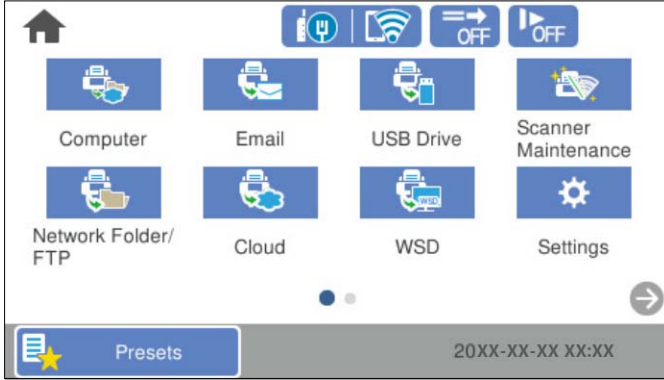 OFF
OFF
Computer
Email
USB Drive
Scanner
Maintenance
WSD
Network Folder/
FTP
Cloud
WSD
Settings
Presets
20XX-XX-XX XX:XX